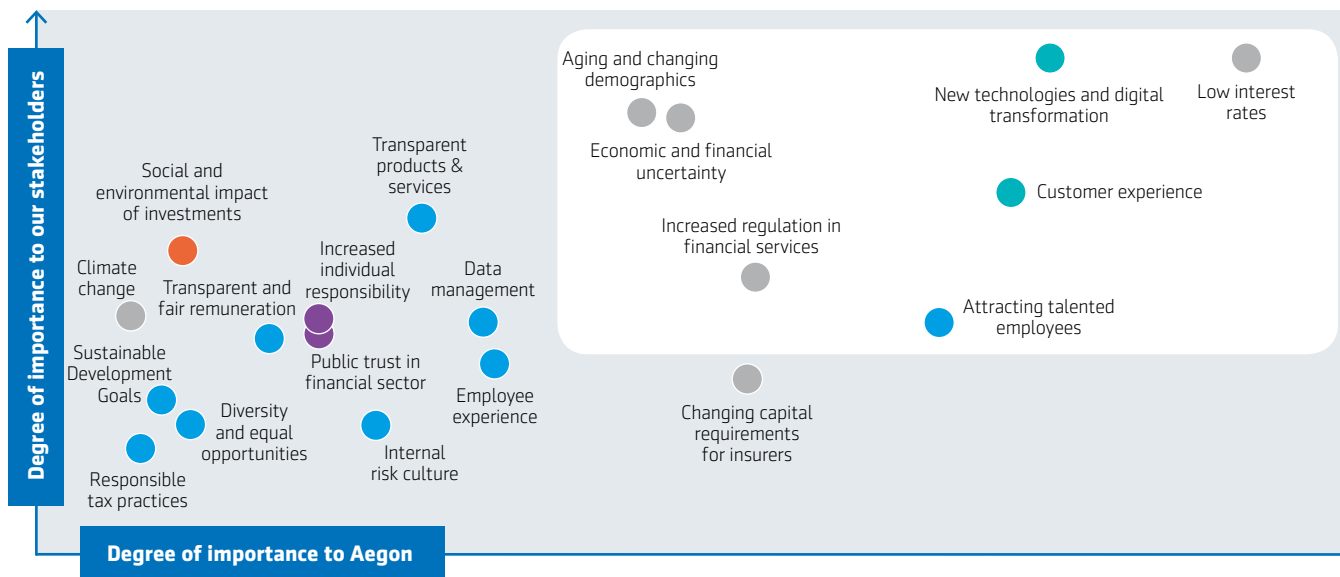 Degree of importance to our stakeholders
Aging and changing
demographics
New technologies and digital
transformation
Low interest
rates
Economic and financial
uncertainty
Transparent
products &
services
Social and
environmental impact
of investments
Customer experience
Increased regulation in
financial services
Increased
individual
responsibility
Data
management
Climate
change
Transparent and
fair remuneration
Attracting talented
employees
Sustainable
Development
Goals
Public trust in
financial sector
Employee
experience
Changing capital
requirements
for insurers
Diversity
and equal
opportunities
Internal
risk culture
Responsible
tax practices
Degree of importance to Aegon